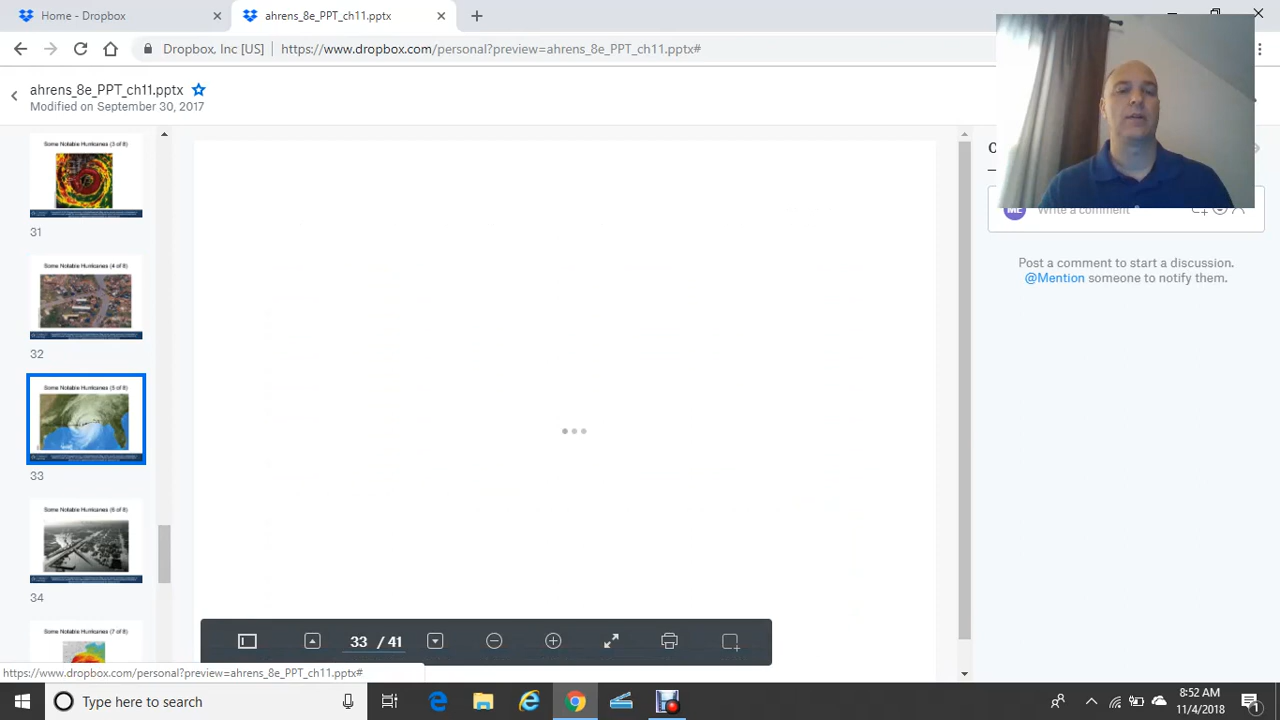 Home - Dropbox
ahrens_8e_PPT_ch11.pptx
Dropbox, Inc [US]
https://www.dropbox.com/personal?preview=ahrens_8e_PPT_ch11.pptx#
ahrens_8e_PPT_ch11.pptx
Modified on September 30, 2017
Some Notable Hurricanes (3 of 8)
31
Some Notable Hurricanes (4 of 8)
32
Some Notable Hurricanes (5 of 8)
33
Some Notable Hurricanes (6 of 8)
34
Some Notable Hurricanes (7 of 8)
ME
Write a comment
Post a comment to start a discussion.
@Mention someone to notify them.
33 / 41
https://www.dropbox.com/personal?preview=ahrens_8e_PPT_ch11.pptx#
Type here to search
8:52 AM
11/4/2018
1